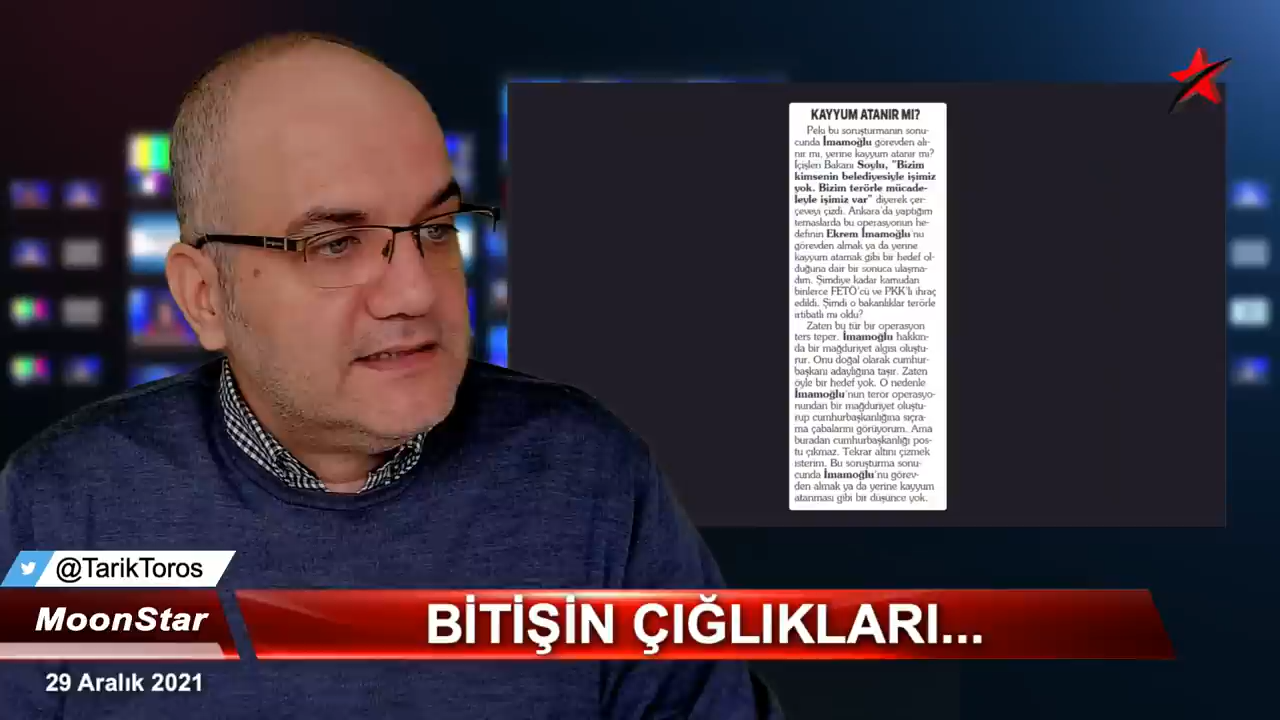 KAYYUM ATANIR MI?
Peki bu soruşturmanın sonu-
cunda İmamoğlu görevden alı-
nır mı, yerine kayyum atanır mı?
İçişleri Bakanı Soylu, "Bizim
kimsenin belediyesiyle işimiz
yok. Bizim terörle mücade-
leyle işimiz var" diyerek çer-
çeveyi çizdi. Ankara'da yaptığım
temaslarda bu operasyonun he-
definin Ekrem İmamoğlu'nu
görevden almak ya da yerine
kayyum atamak gibi bir hedef ol-
duğuna dair bir sonuca ulaşma-
dım. Şimdiye kadar kamudan
binlerce FETÖ'cü ve PKK'lı ihraç
edildi. Şimdi o bakanlıklar terörle
irtibatlı mı oldu?
Zaten bu tür bir operasyon
ters teper. İmamoğlu hakkın-
da bir mağduriyet algısı oluştu-
rur. Onu doğal olarak cumhur-
başkanı adaylığına taşır. Zaten
öyle bir hedef yok. O nedenle
İmamoğlu'nun terör operasyo-
nundan bir mağduriyet oluştu-
rup cumhurbaşkanlığına sıçra-
ma çabalarını görüyorum. Ama
buradan cumhurbaşkanlığı pos-
tu çıkmaz. Tekrar altını çizmek
isterim. Bu soruşturma sonu-
cunda İmamoğlu'nu görev-
den almak ya da yerine kayyum
atanması gibi bir düşünce yok.
@TarikToros
MoonStar
BİTİŞİN ÇIĞLIKLARI...
29 Aralık 2021